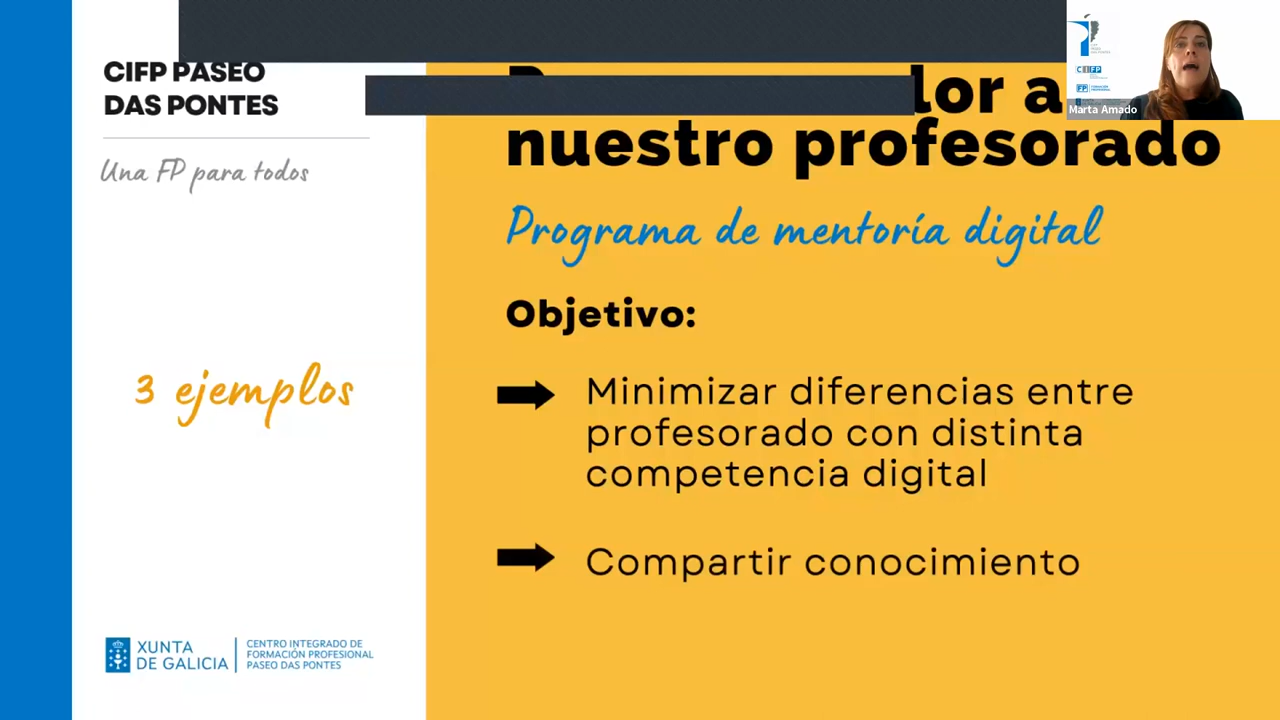 CIFP PASEO
DAS PONTES
Una FP para todos
3 ejemplos
XUNTA
DE GALICIA
CENTRO INTEGRADO DE
FORMACIÓN PROFESIONAL
PASEO DAS PONTES
lor a
nuestro profesorado
Programa de mentoría digital
Objetivo:
Minimizar diferencias entre
profesorado con distinta
competencia digital
Compartir conocimiento
CIFP
FP
Marta Amado